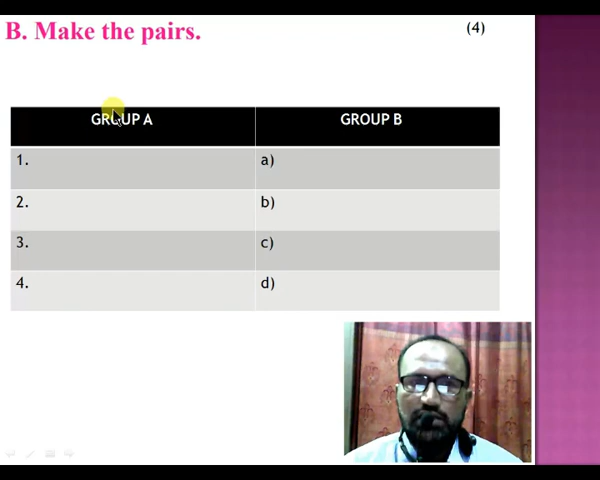 B. Make the pairs.
(4)
GROUP A GROUP B
1. a)
2. b)
3. c)
4. d)